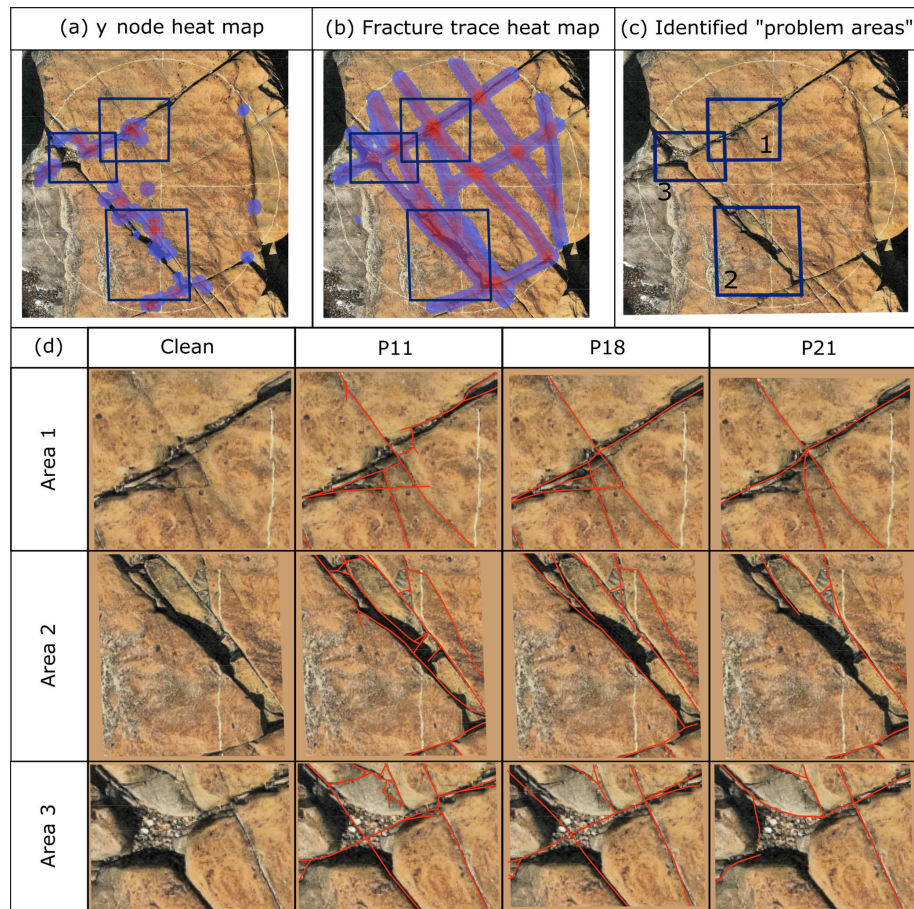 (a) y node heat map
(b) Fracture trace heat map
(c) Identified "problem areas"
1
3
2
(d)
Clean
P11
P18
P21
Area 1
Area 2
Area 3